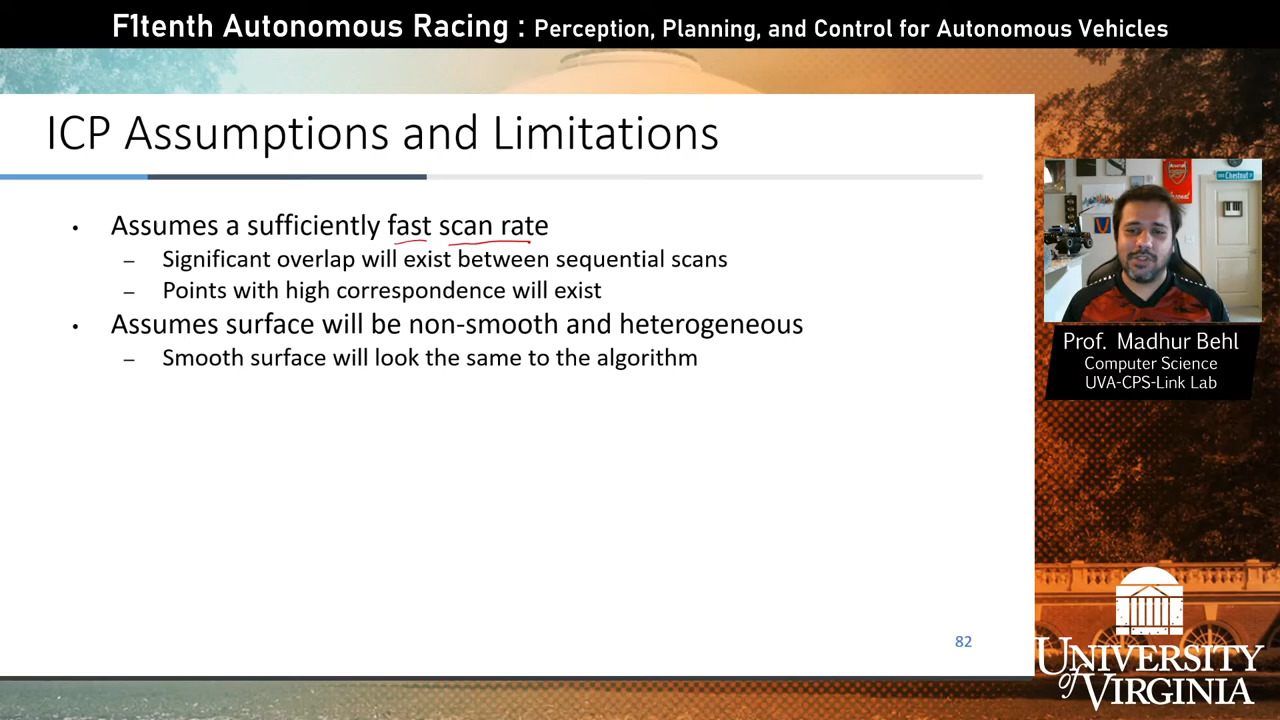 F1tenth Autonomous Racing : Perception, Planning, and Control for Autonomous Vehicles
ICP Assumptions and Limitations
• Assumes a sufficiently fast scan rate
– Significant overlap will exist between sequential scans
– Points with high correspondence will exist
• Assumes surface will be non-smooth and heterogeneous
– Smooth surface will look the same to the algorithm
82
Chestnut
Arsenal
Prof. Madhur Behl
Computer Science
UVA-CPS-Link Lab
UNIVERSITY
of VIRGINIA